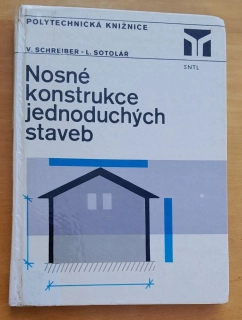 POLYTECHNICKÁ KNIŽNICE
V. SCHREIBER - L. SOTOLÁŘ
SNTL
Nosné
konstrukce
jednoduchých
staveb